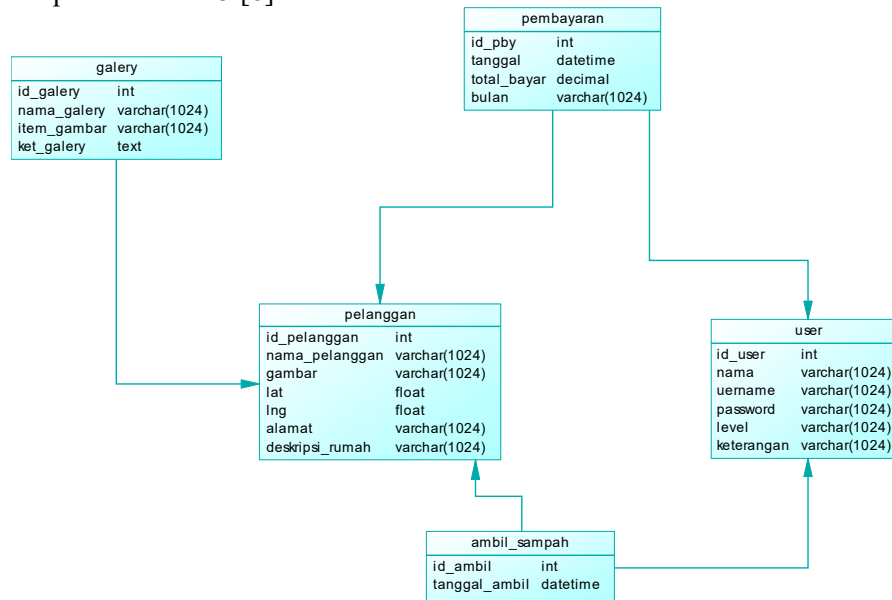 [6]
pembayaran
id_pby int
tanggal datetime
total_bayar decimal
bulan varchar(1024)
galery
id_galery int
nama_galery varchar(1024)
item_gambar varchar(1024)
ket_galery text
pelanggan
id_pelanggan int
nama_pelanggan varchar(1024)
gambar varchar(1024)
lat float
lng float
alamat varchar(1024)
deskripsi_rumah varchar(1024)
user
id_user int
nama varchar(1024)
uername varchar(1024)
password varchar(1024)
level varchar(1024)
keterangan varchar(1024)
ambil_sampah
id_ambil int
tanggal_ambil datetime